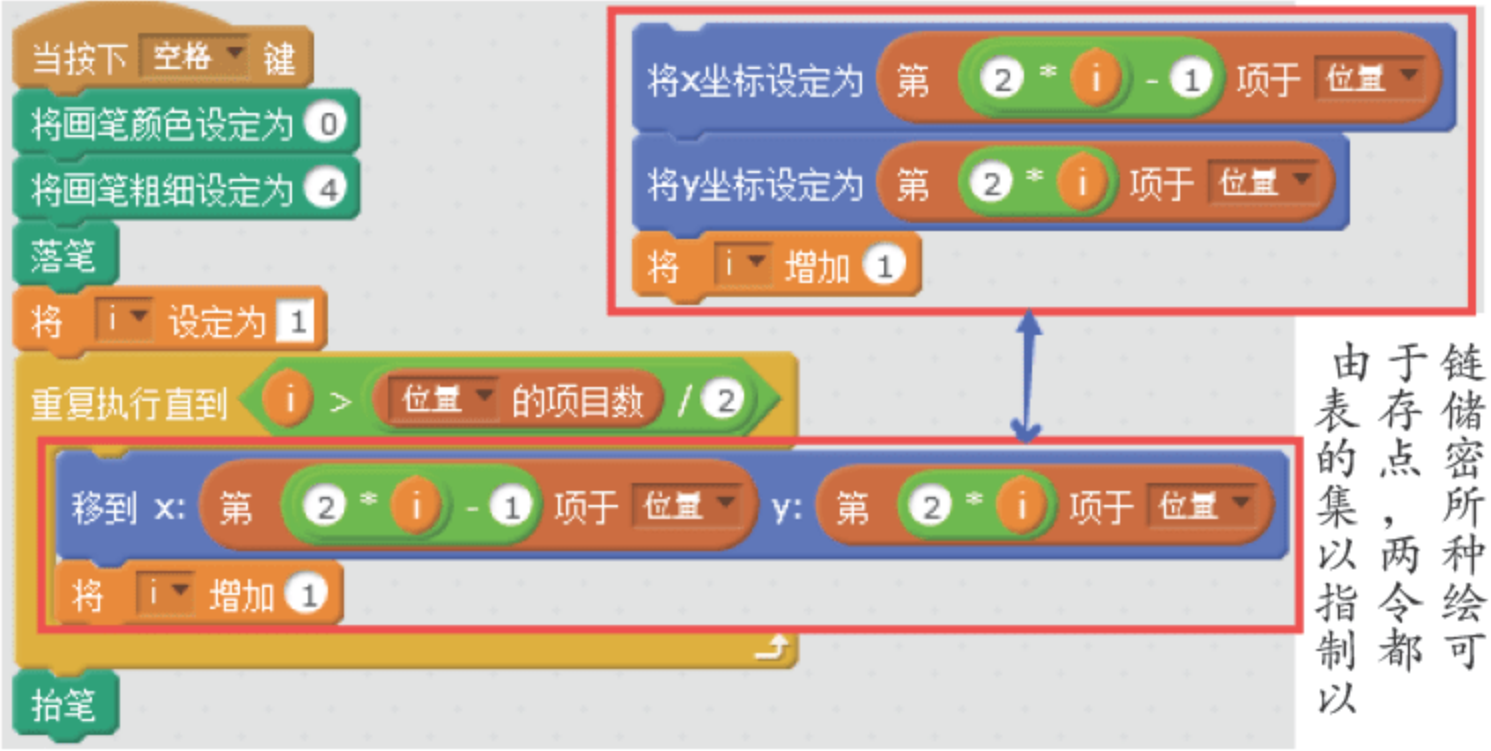 当按下 空格 键
将画笔颜色设定为 0
将画笔粗细设定为 4
落笔
将 i 设定为 1
重复执行直到 i > 位置 的项目数 / 2
移到 x: 第 2 * i - 1 项于 位置 y: 第 2 * i 项于 位置
将 i 增加 1
抬笔
将x坐标设定为 第 2 * i - 1 项于 位置
将y坐标设定为 第 2 * i 项于 位置
将 i 增加 1
由于链
表存储
的点密
集，所
以两种
指令绘
制都可
以